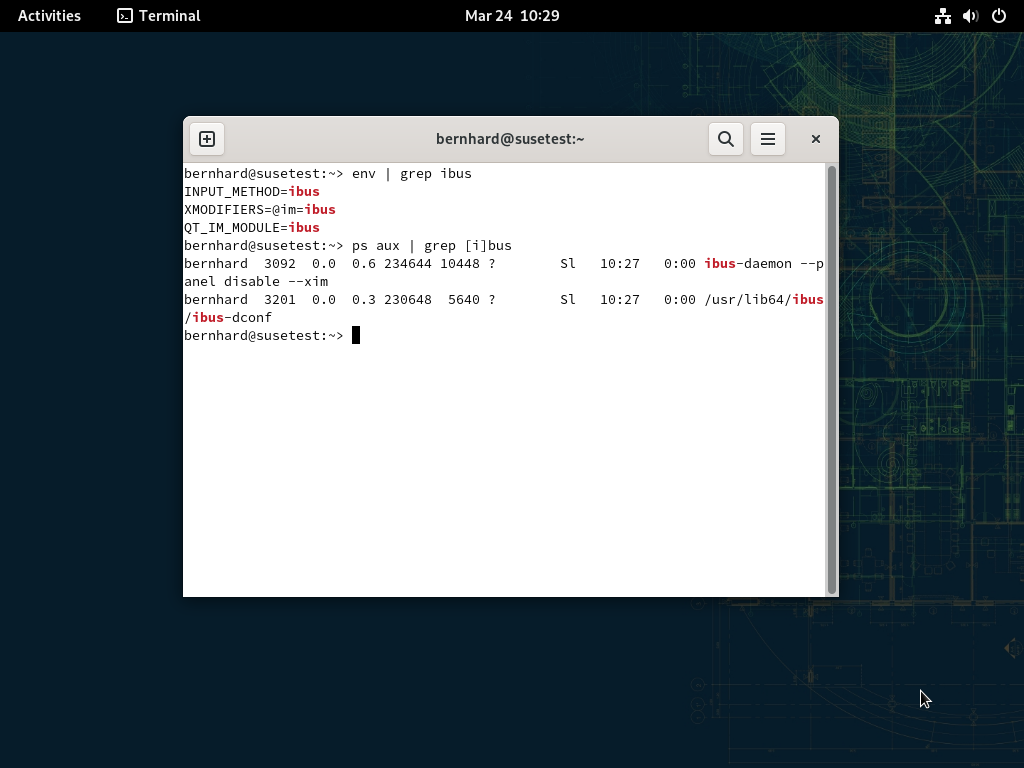 Activities Terminal Mar 24 10:29
bernhard@susetest:~
bernhard@susetest:~> env | grep ibus
INPUT_METHOD=ibus
XMODIFIERS=@im=ibus
QT_IM_MODULE=ibus
bernhard@susetest:~> ps aux | grep [i]bus
bernhard  3092  0.0  0.6 234644 10448 ?        Sl   10:27   0:00 ibus-daemon --p
anel disable --xim
bernhard  3201  0.0  0.3 230648  5640 ?        Sl   10:27   0:00 /usr/lib64/ibus
/ibus-dconf
bernhard@susetest:~>